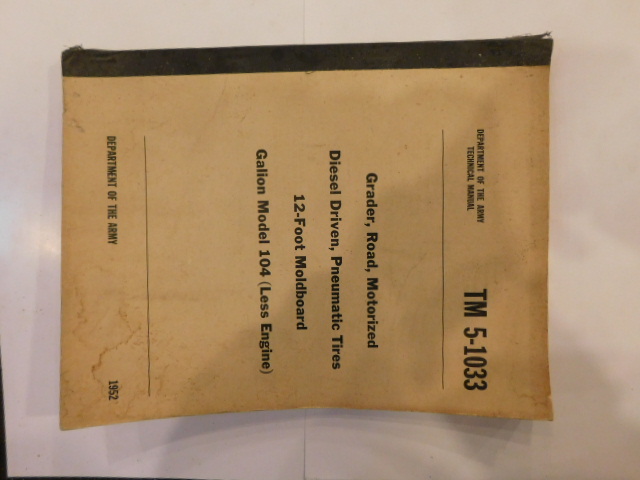 DEPARTMENT OF THE ARMY
TECHNICAL MANUAL
TM 5-1033
Grader, Road, Motorized
Diesel Driven, Pneumatic Tires
12-Foot Moldboard
Galion Model 104 (Less Engine)
DEPARTMENT OF THE ARMY
1952